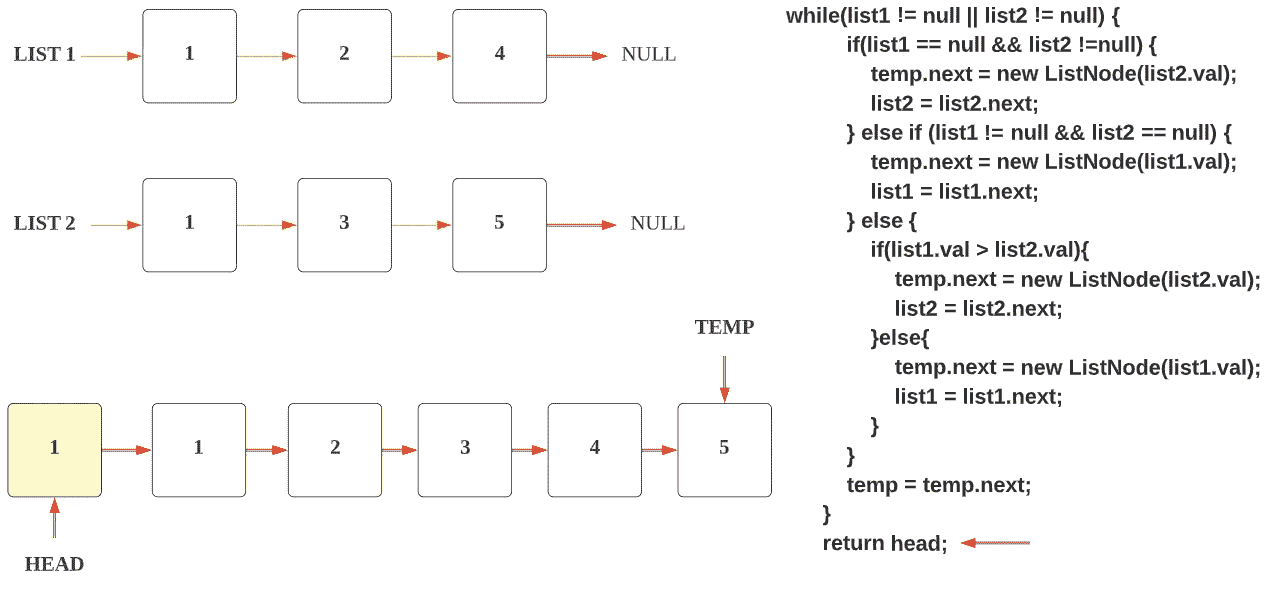 LIST 1 1 2 4 NULL
LIST 2 1 3 5 NULL
TEMP
1 1 2 3 4 5
HEAD
while(list1 != null || list2 != null) {
if(list1 == null && list2 !=null) {
temp.next = new ListNode(list2.val);
list2 = list2.next;
} else if (list1 != null && list2 == null) {
temp.next = new ListNode(list1.val);
list1 = list1.next;
} else {
if(list1.val > list2.val){
temp.next = new ListNode(list2.val);
list2 = list2.next;
}else{
temp.next = new ListNode(list1.val);
list1 = list1.next;
}
}
temp = temp.next;
}
return head;